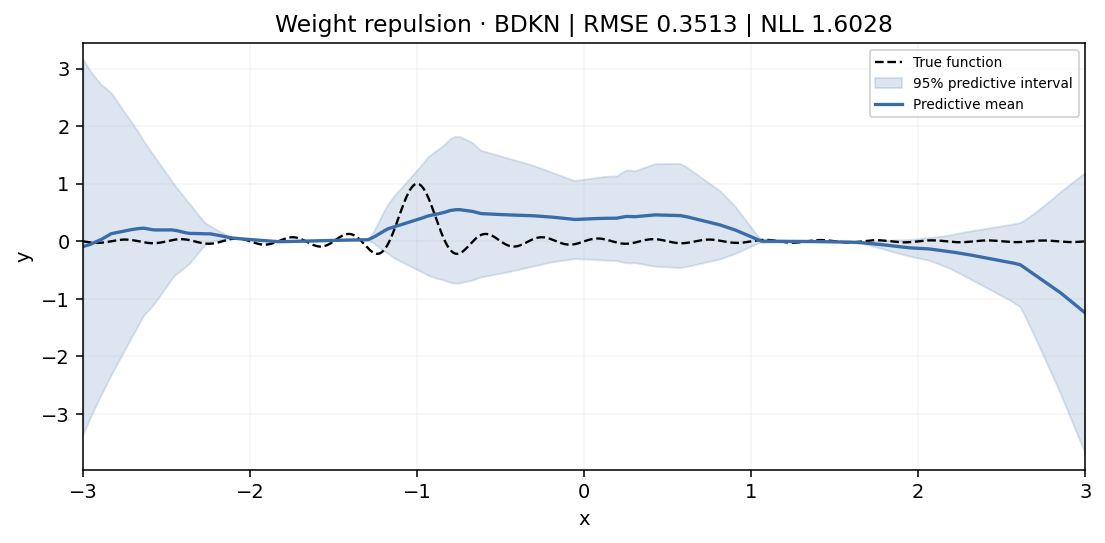 Weight repulsion · BDKN | RMSE 0.3513 | NLL 1.6028
True function
95% predictive interval
Predictive mean
3
2
1
0
−1
−2
−3
y
−3 −2 −1 0 1 2 3
x